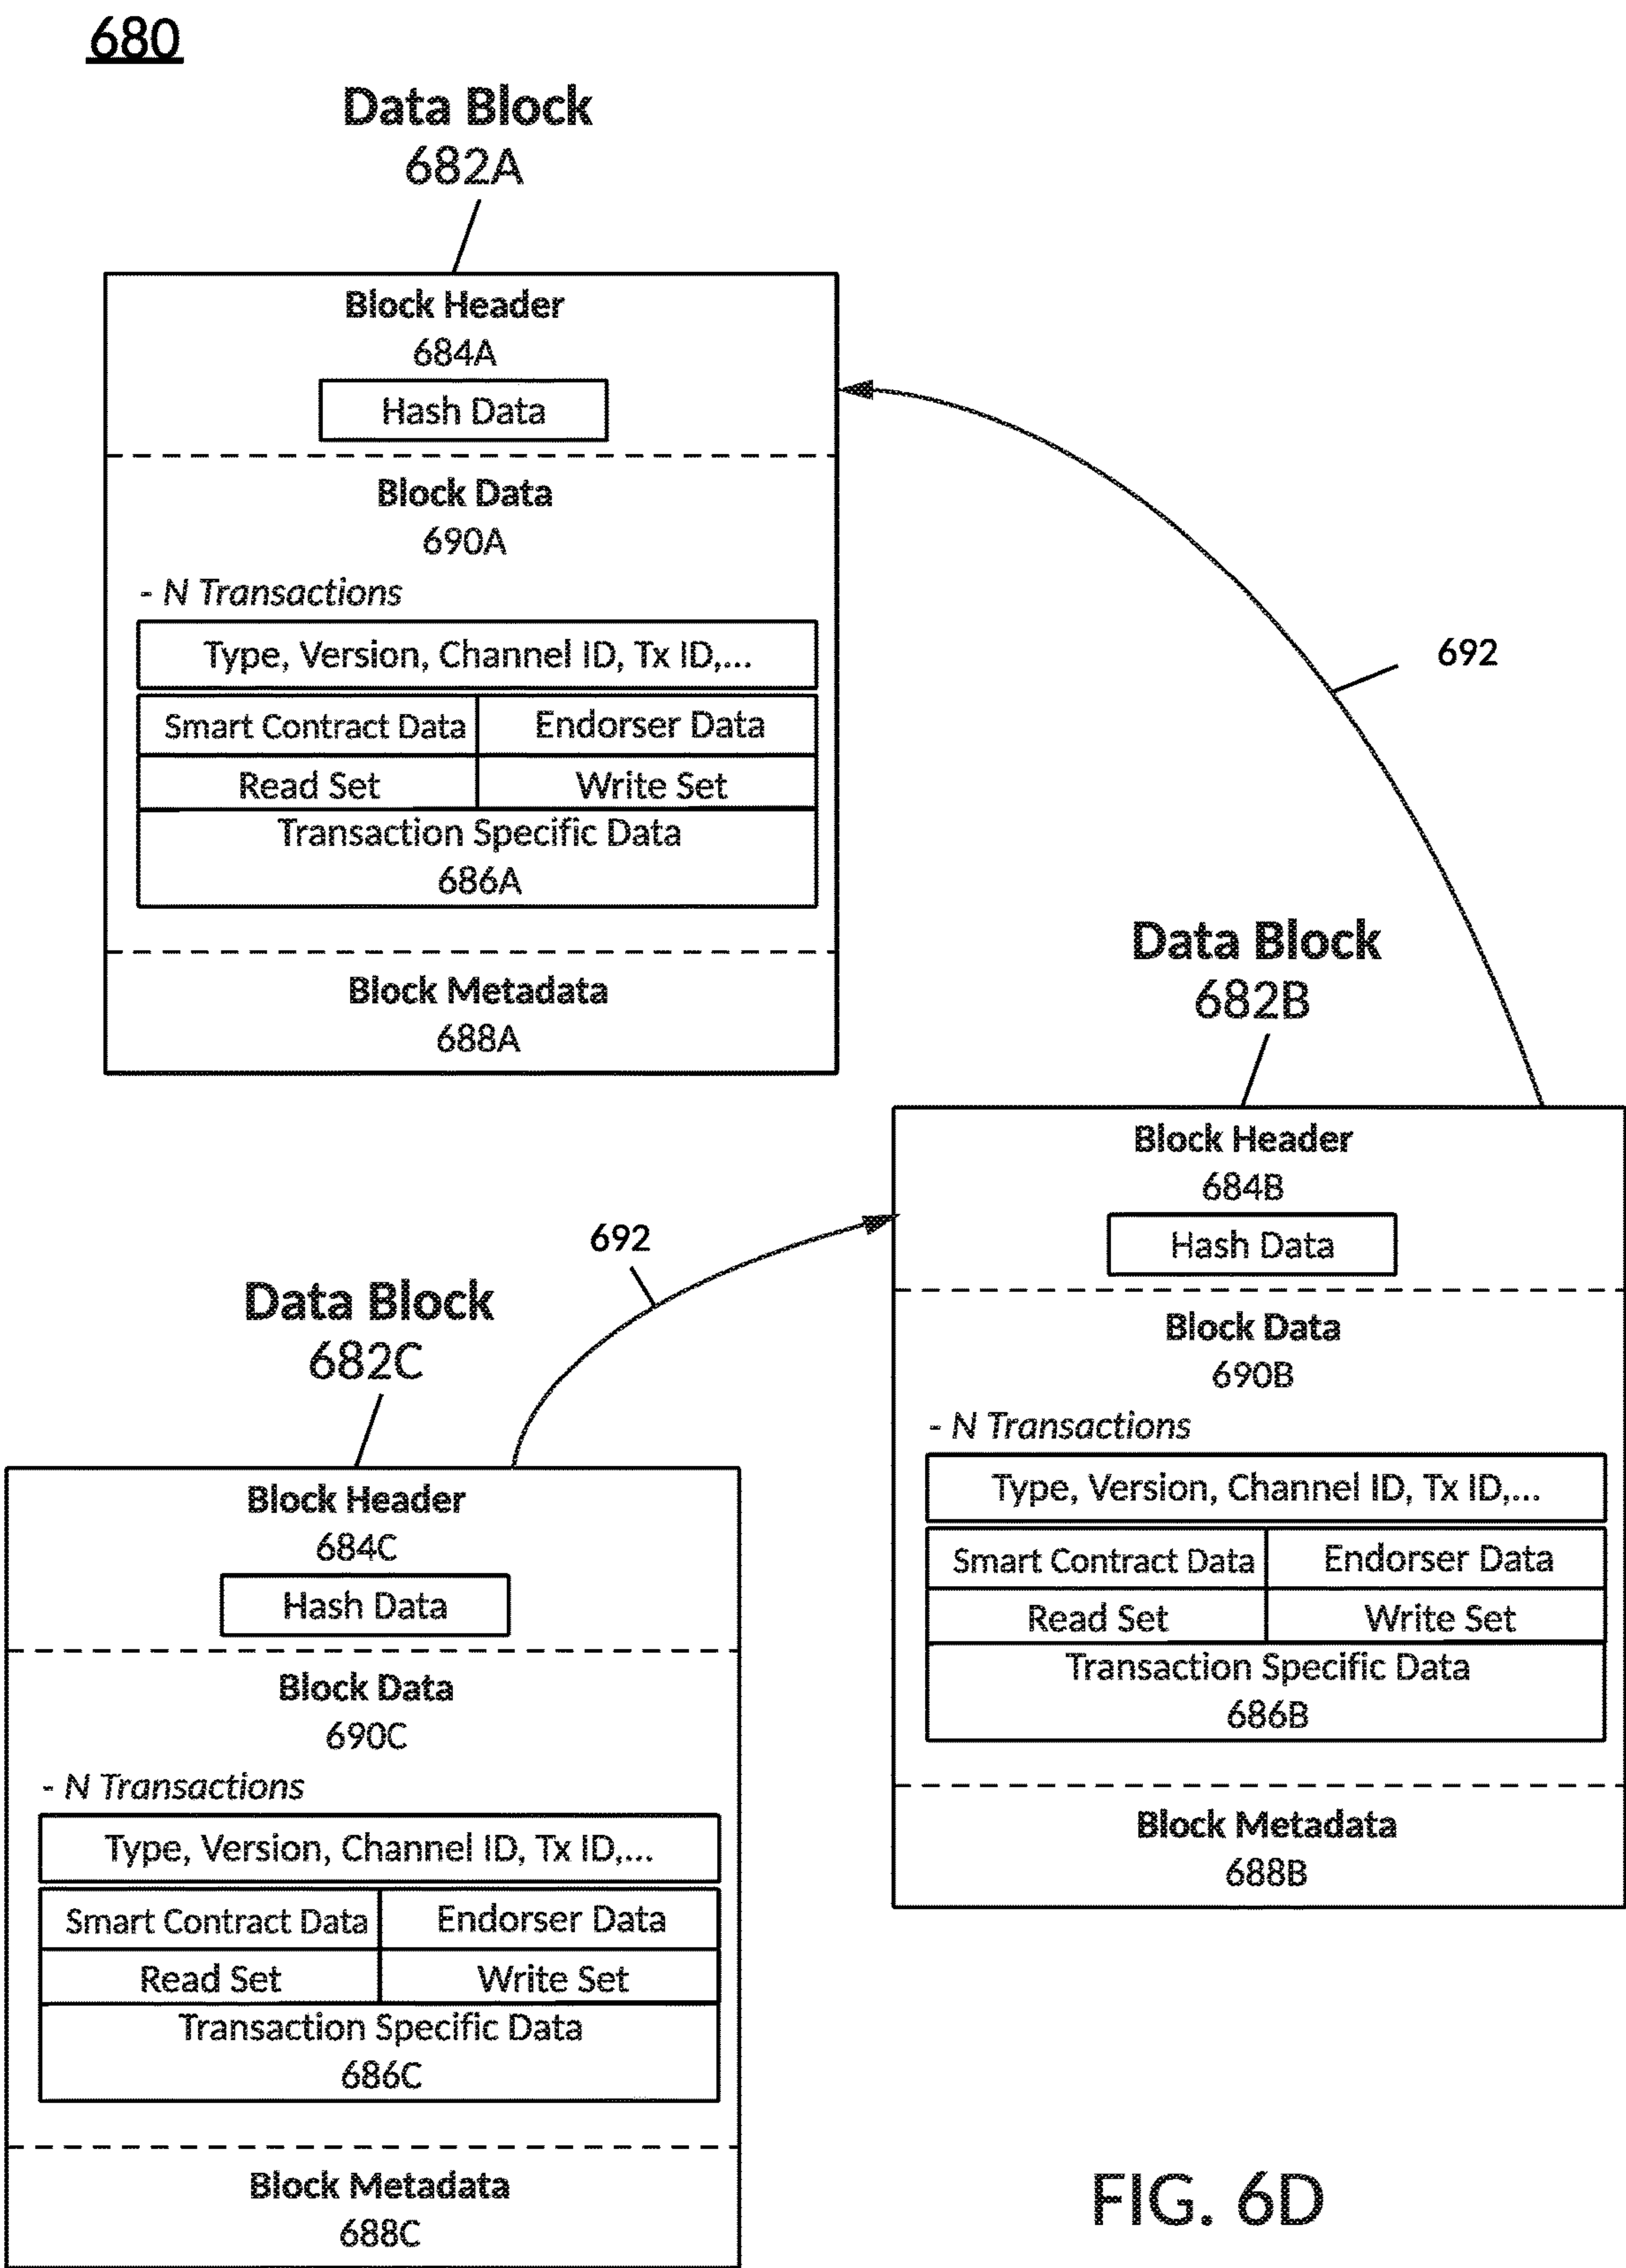 680
Data Block
682A
Block Header
684A
Hash Data
Block Data
690A
- N Transactions
Type, Version, Channel ID, Tx ID,...
Smart Contract Data
Endorser Data
Read Set
Write Set
Transaction Specific Data
686A
Block Metadata
688A
692
Data Block
682B
Block Header
684B
Hash Data
Block Data
690B
- N Transactions
Type, Version, Channel ID, Tx ID,...
Smart Contract Data
Endorser Data
Read Set
Write Set
Transaction Specific Data
686B
Block Metadata
688B
692
Data Block
682C
Block Header
684C
Hash Data
Block Data
690C
- N Transactions
Type, Version, Channel ID, Tx ID,...
Smart Contract Data
Endorser Data
Read Set
Write Set
Transaction Specific Data
686C
Block Metadata
688C
FIG. 6D